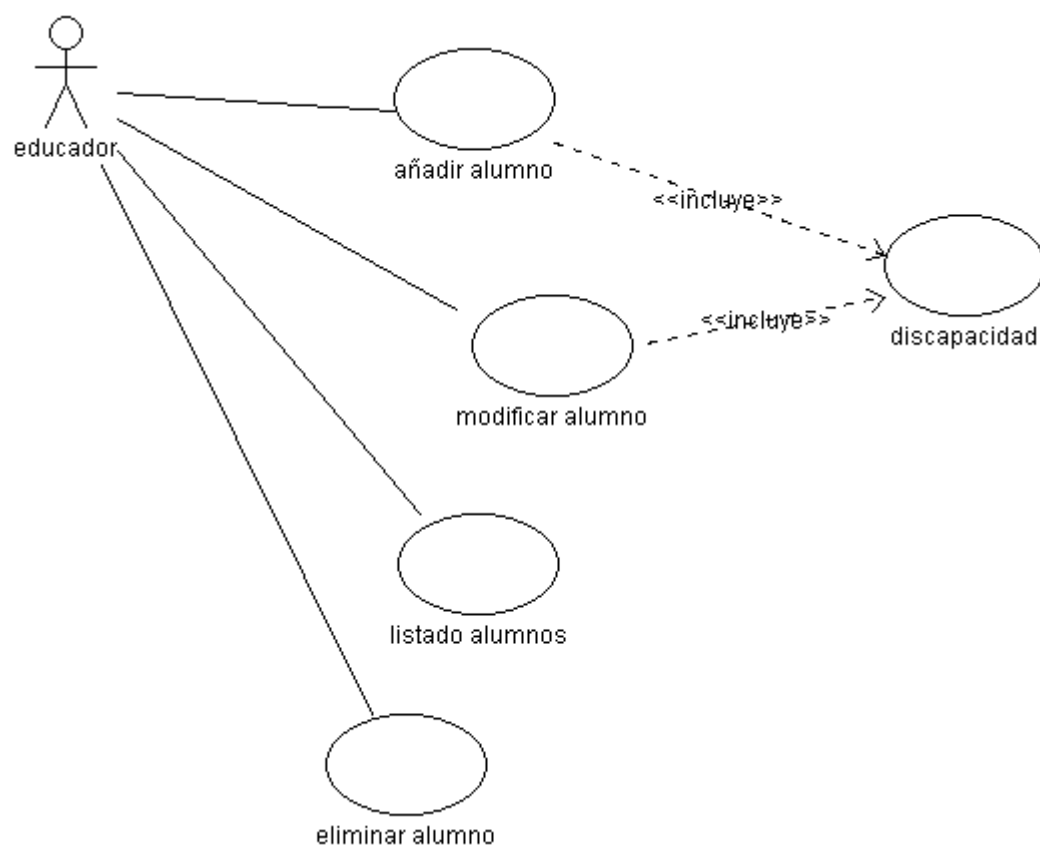 educador
añadir alumno
<<incluye>>
<<incluye>>
discapacidad
modificar alumno
listado alumnos
eliminar alumno